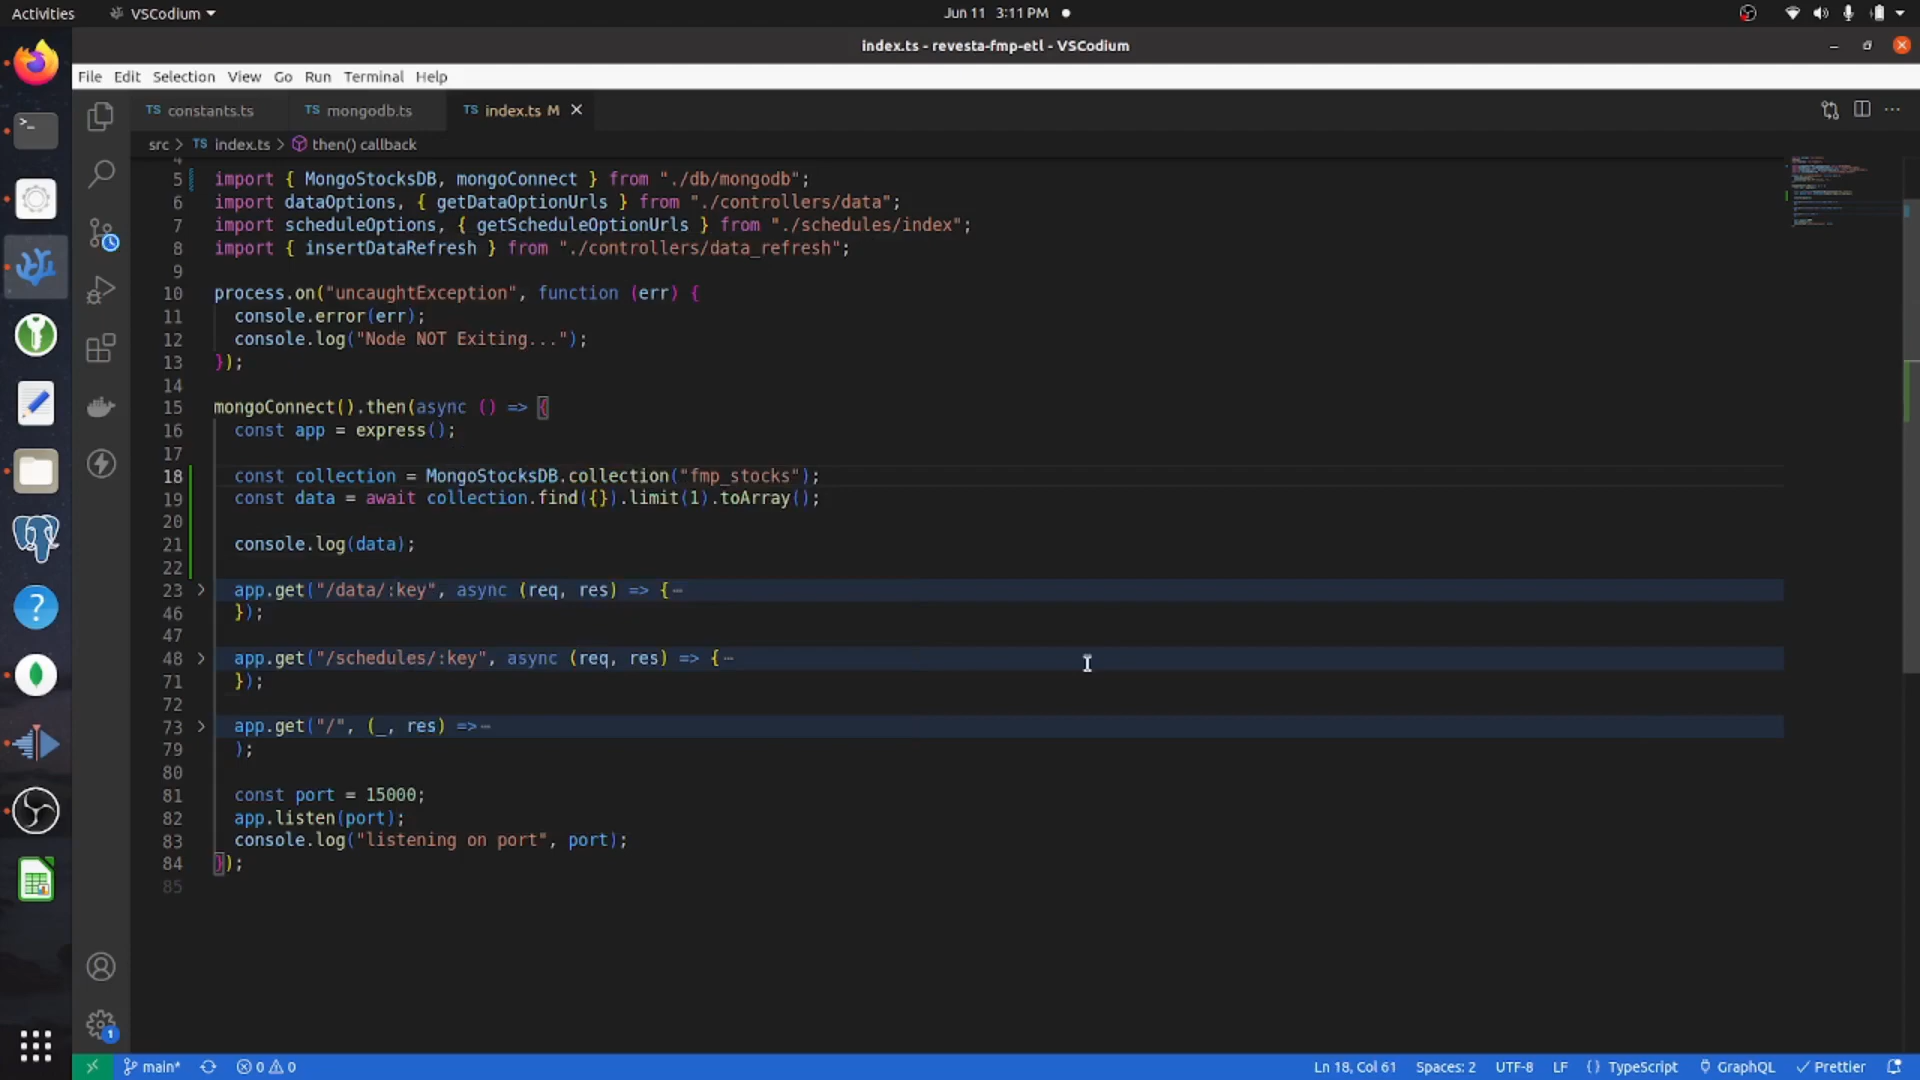 Activities
VSCodium
Jun 11 3:11 PM
index.ts - revesta-fmp-etl - VSCodium
File Edit Selection View Go Run Terminal Help
TS constants.ts
TS mongodb.ts
TS index.ts M
src > TS index.ts > then() callback
4
5 import { MongoStocksDB, mongoConnect } from "./db/mongodb";
6 import dataOptions, { getDataOptionUrls } from "./controllers/data";
7 import scheduleOptions, { getScheduleOptionUrls } from "./schedules/index";
8 import { insertDataRefresh } from "./controllers/data_refresh";
9
10 process.on("uncaughtException", function (err) {
11 console.error(err);
12 console.log("Node NOT Exiting...");
13 });
14
15 mongoConnect().then(async () => {
16 const app = express();
17
18 const collection = MongoStocksDB.collection("fmp_stocks");
19 const data = await collection.find({}).limit(1).toArray();
20
21 console.log(data);
22
23 app.get("/data/:key", async (req, res) => {
46 });
47
48 app.get("/schedules/:key", async (req, res) => {
71 });
72
73 app.get("/", (_, res) =>
79 );
80
81 const port = 15000;
82 app.listen(port);
83 console.log("listening on port", port);
84 });
85
1
main*
0 0
Ln 18, Col 61
Spaces: 2
UTF-8
LF
{ } TypeScript
GraphQL
Prettier